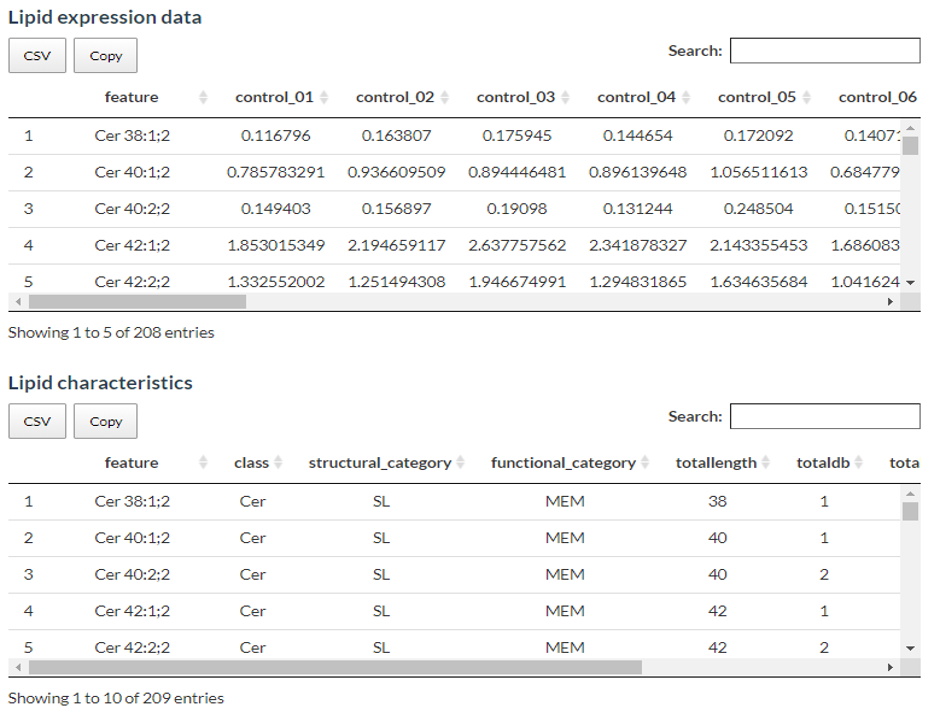 Lipid expression data
CSV Copy Search:
feature control_01 control_02 control_03 control_04 control_05 control_06
1 Cer 38:1;2 0.116796 0.163807 0.175945 0.144654 0.172092 0.1407
2 Cer 40:1;2 0.785783291 0.936609509 0.894446481 0.896139648 1.056511613 0.684779
3 Cer 40:2;2 0.149403 0.156897 0.19098 0.131244 0.248504 0.1515
4 Cer 42:1;2 1.853015349 2.194659117 2.637757562 2.341878327 2.143355453 1.686083
5 Cer 42:2;2 1.332552002 1.251494308 1.946674991 1.294831865 1.634635684 1.041624
Showing 1 to 5 of 208 entries
Lipid characteristics
CSV Copy Search:
feature class structural_category functional_category totallength totaldb tota
1 Cer 38:1;2 Cer SL MEM 38 1
2 Cer 40:1;2 Cer SL MEM 40 1
3 Cer 40:2;2 Cer SL MEM 40 2
4 Cer 42:1;2 Cer SL MEM 42 1
5 Cer 42:2;2 Cer SL MEM 42 2
Showing 1 to 10 of 209 entries